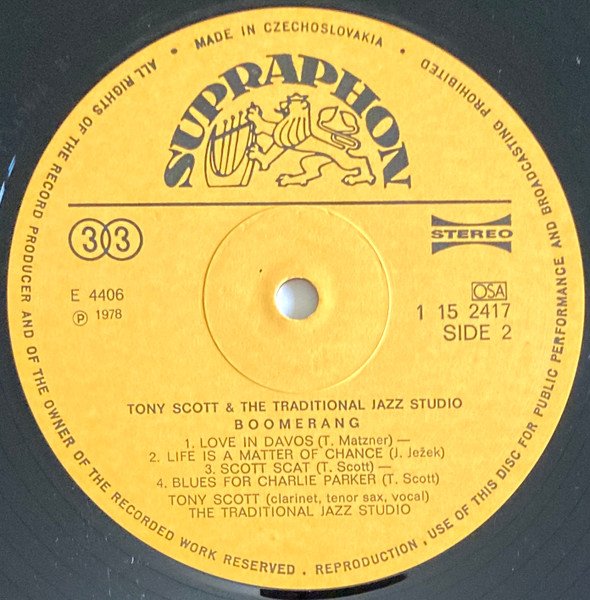 MADE IN CZECHOSLOVAKIA
ALL RIGHTS OF THE RECORD PRODUCER AND OF THE OWNER OF THE RECORDED WORK RESERVED. REPRODUCTION, USE OF THIS DISC FOR PUBLIC PERFORMANCE AND BROADCASTING PROHIBITED
SUPRAPHON
33
STEREO
E 4406
OSA
℗ 1978
1 15 2417
SIDE 2
TONY SCOTT & THE TRADITIONAL JAZZ STUDIO
BOOMERANG
1. LOVE IN DAVOS (T. Matzner) —
2. LIFE IS A MATTER OF CHANCE (J. Ježek)
3. SCOTT SCAT (T. Scott) —
4. BLUES FOR CHARLIE PARKER (T. Scott)
TONY SCOTT (clarinet, tenor sax, vocal)
THE TRADITIONAL JAZZ STUDIO